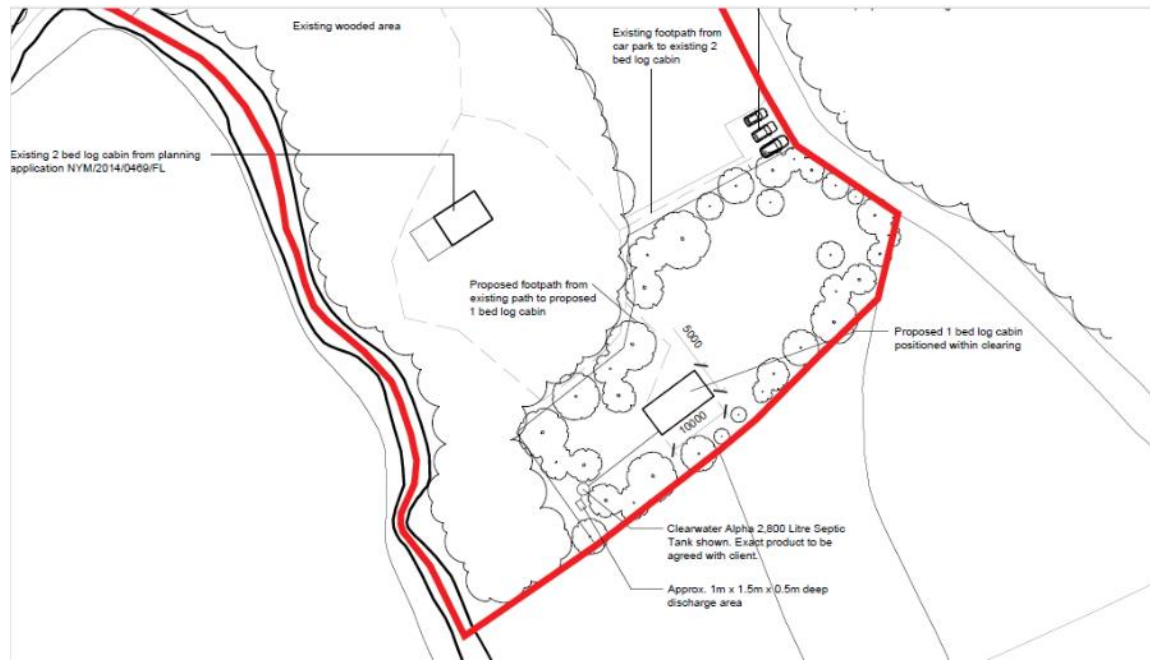 Existing wooded area
Existing footpath from
car park to existing 2
bed log cabin
Existing 2 bed log cabin from planning
application NYM/2014/0469/FL
Proposed footpath from
existing path to proposed
1 bed log cabin
5000
Proposed 1 bed log cabin
positioned within clearing
10000
Clearwater Alpha 2,800 Litre Septic
Tank shown. Exact product to be
agreed with client.
Approx. 1m x 1.5m x 0.5m deep
discharge area